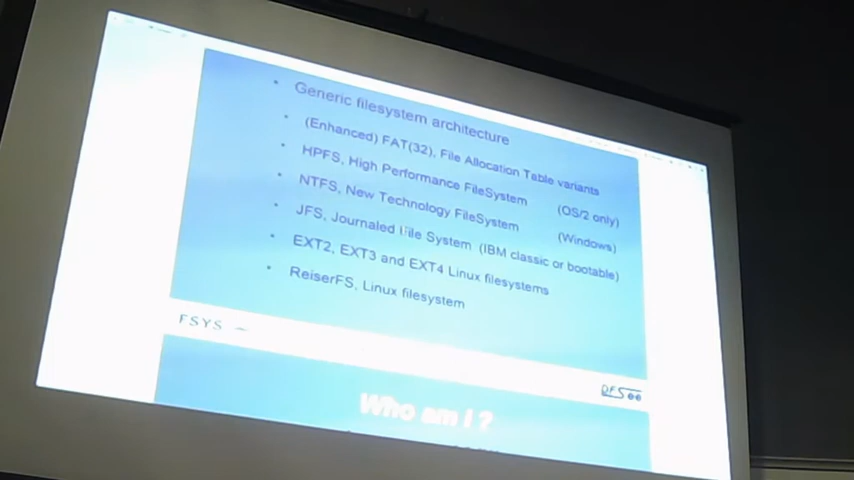 Generic filesystem architecture
(Enhanced) FAT(32), File Allocation Table variants
HPFS, High Performance FileSystem (OS/2 only)
NTFS, New Technology FileSystem (Windows)
JFS, Journaled File System (IBM classic or bootable)
EXT2, EXT3 and EXT4 Linux filesystems
ReiserFS, Linux filesystem
FSYS –
DFSee
Who am I ?